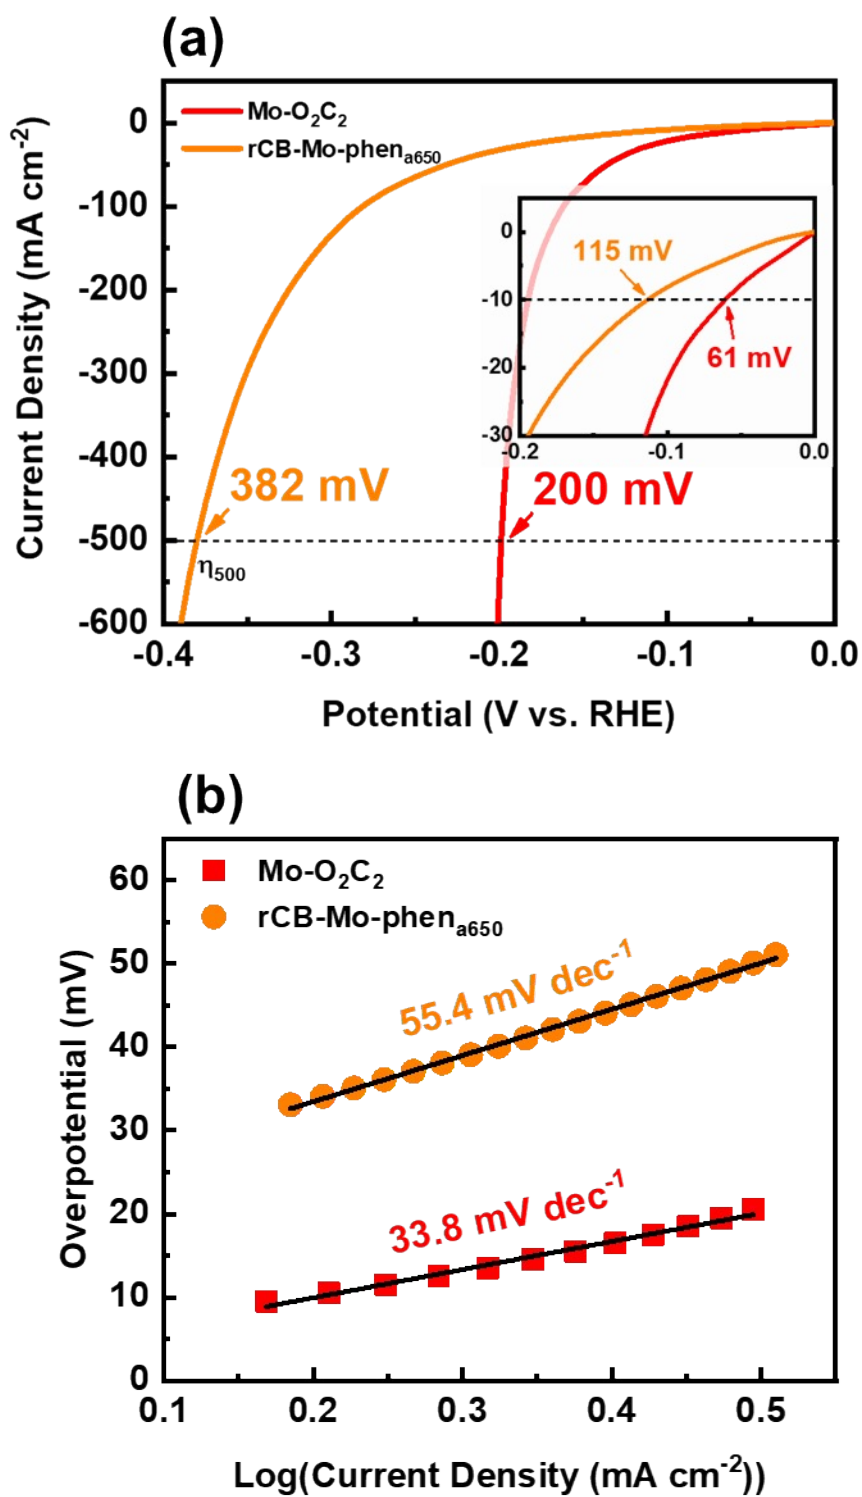 (a)
Mo-O₂C₂
rCB-Mo-phenₐ₆₅₀
Current Density (mA cm⁻²)
0
-100
-200
-300
-400
-500
-600
-0.4
-0.3
-0.2
-0.1
0.0
Potential (V vs. RHE)
382 mV
200 mV
η₅₀₀
0
-10
-20
-30
-0.2
-0.1
0.0
115 mV
61 mV
(b)
Mo-O₂C₂
rCB-Mo-phenₐ₆₅₀
Overpotential (mV)
60
50
40
30
20
10
0
55.4 mV dec⁻¹
33.8 mV dec⁻¹
0.1
0.2
0.3
0.4
0.5
Log(Current Density (mA cm⁻²))